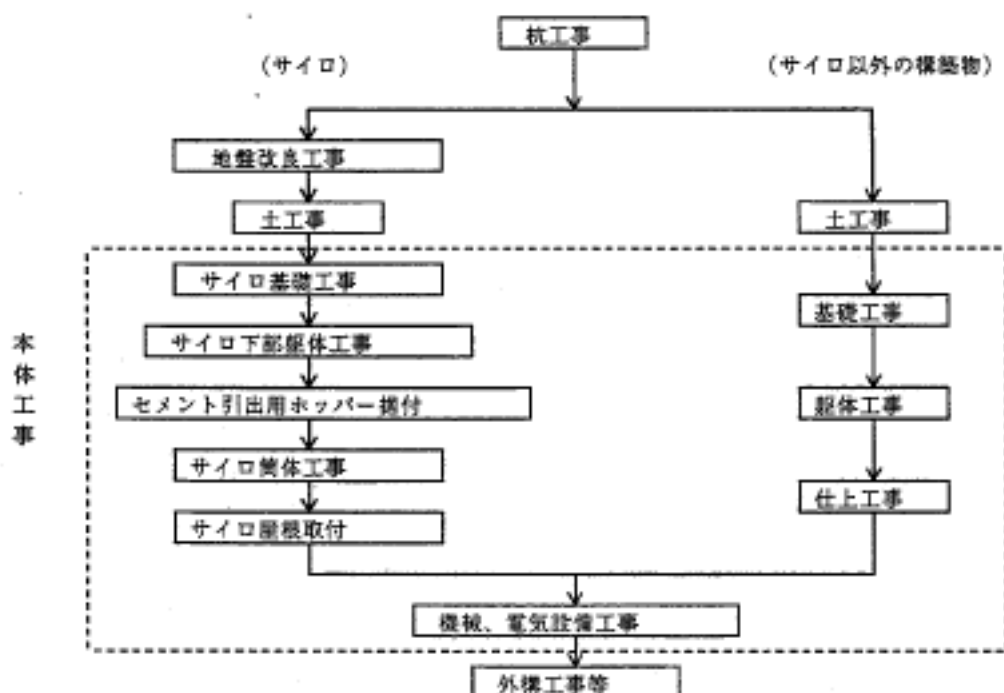 杭工事
(サイロ)
(サイロ以外の構築物)
地盤改良工事
土工事
土工事
本体工事
サイロ基礎工事
基礎工事
サイロ下部躯体工事
セメント引出用ホッパー据付
躯体工事
サイロ筒体工事
サイロ屋根取付
仕上工事
機械、電気設備工事
外構工事等